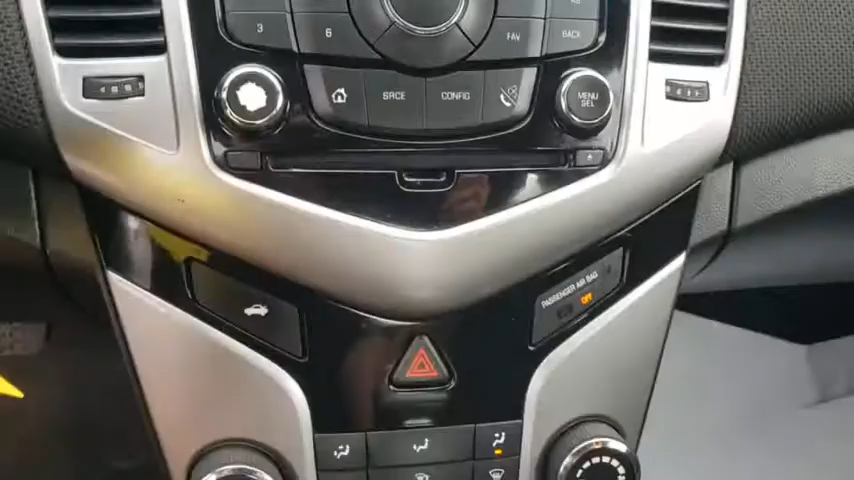 3
6
FAV
BACK
SRCE
CONFIG
MENU
SEL
PASSENGER AIR BAG
OFF